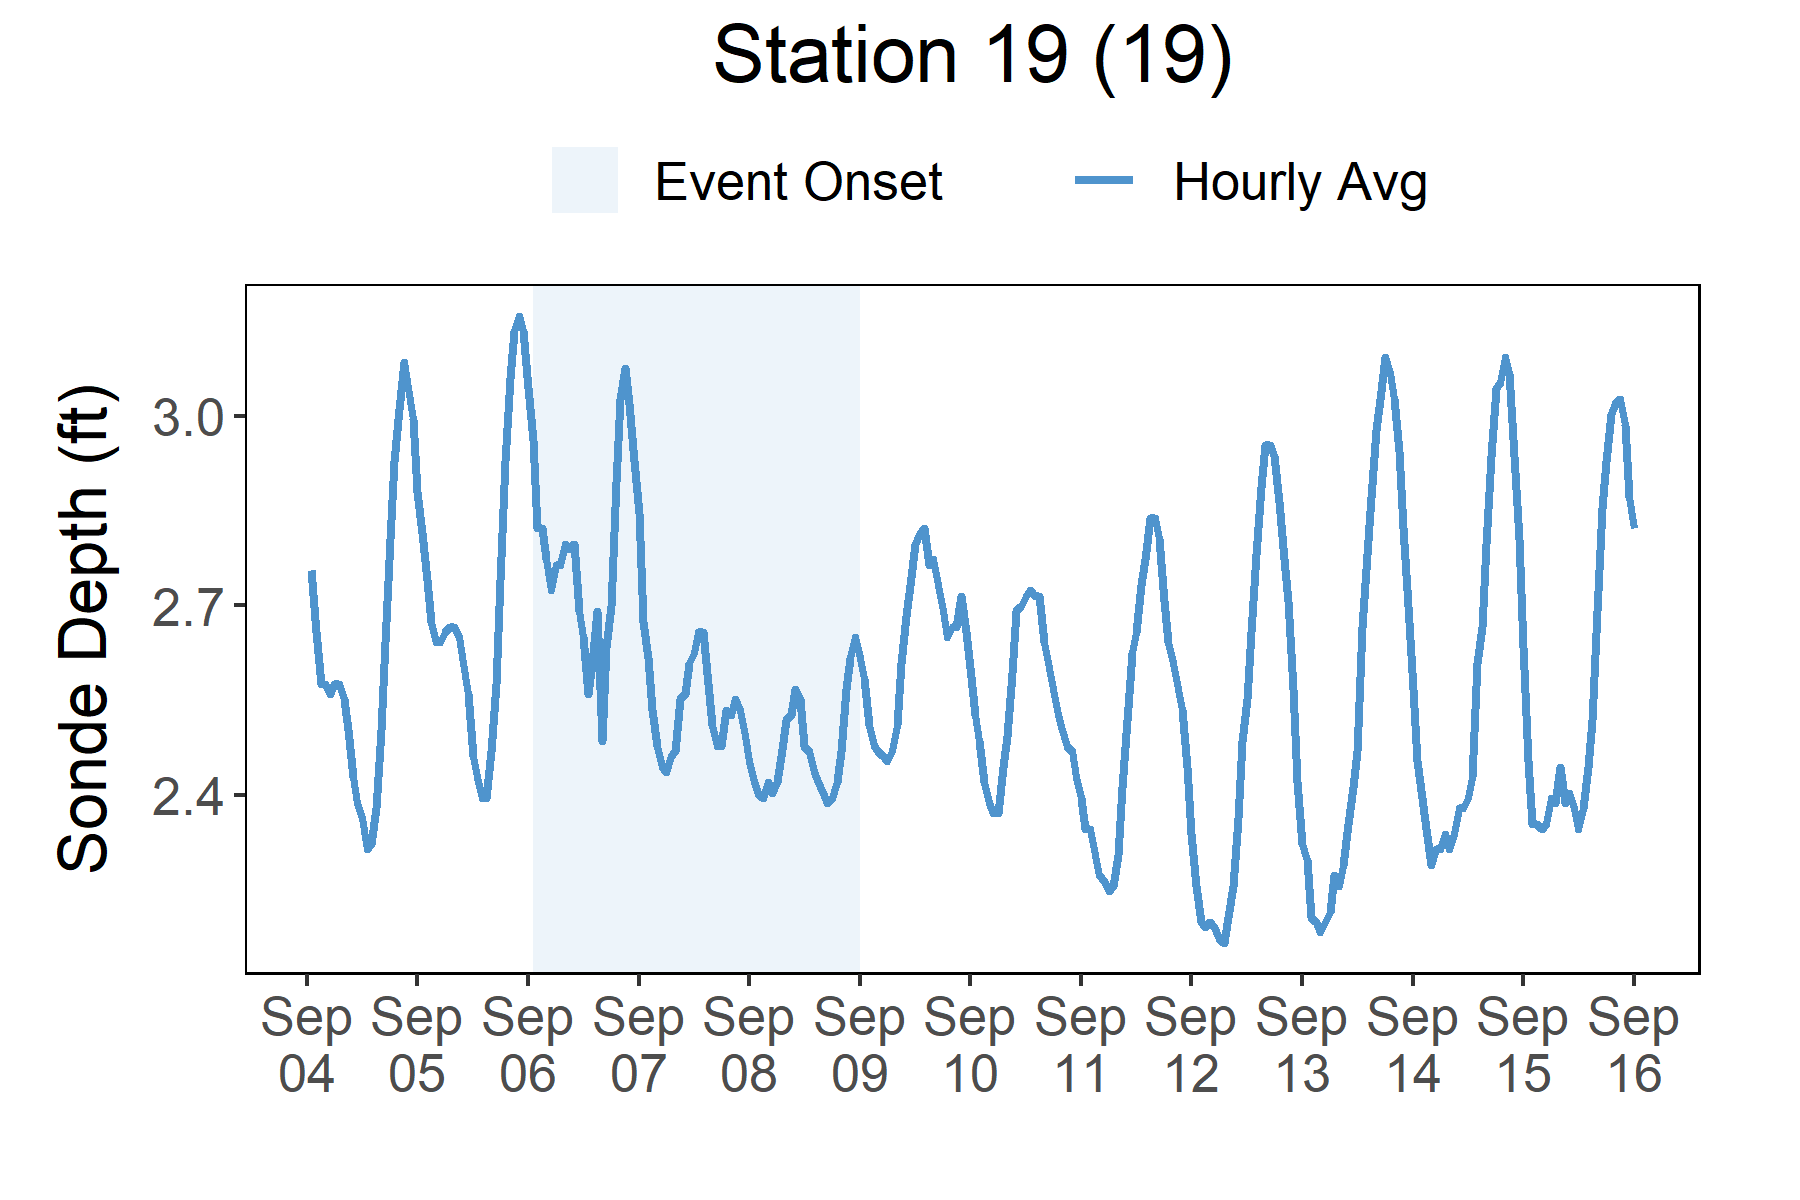 Station 19 (19)
Event Onset
Hourly Avg
Sonde Depth (ft)
3.0
2.7
2.4
Sep Sep Sep Sep Sep Sep Sep Sep Sep Sep Sep Sep Sep
04 05 06 07 08 09 10 11 12 13 14 15 16